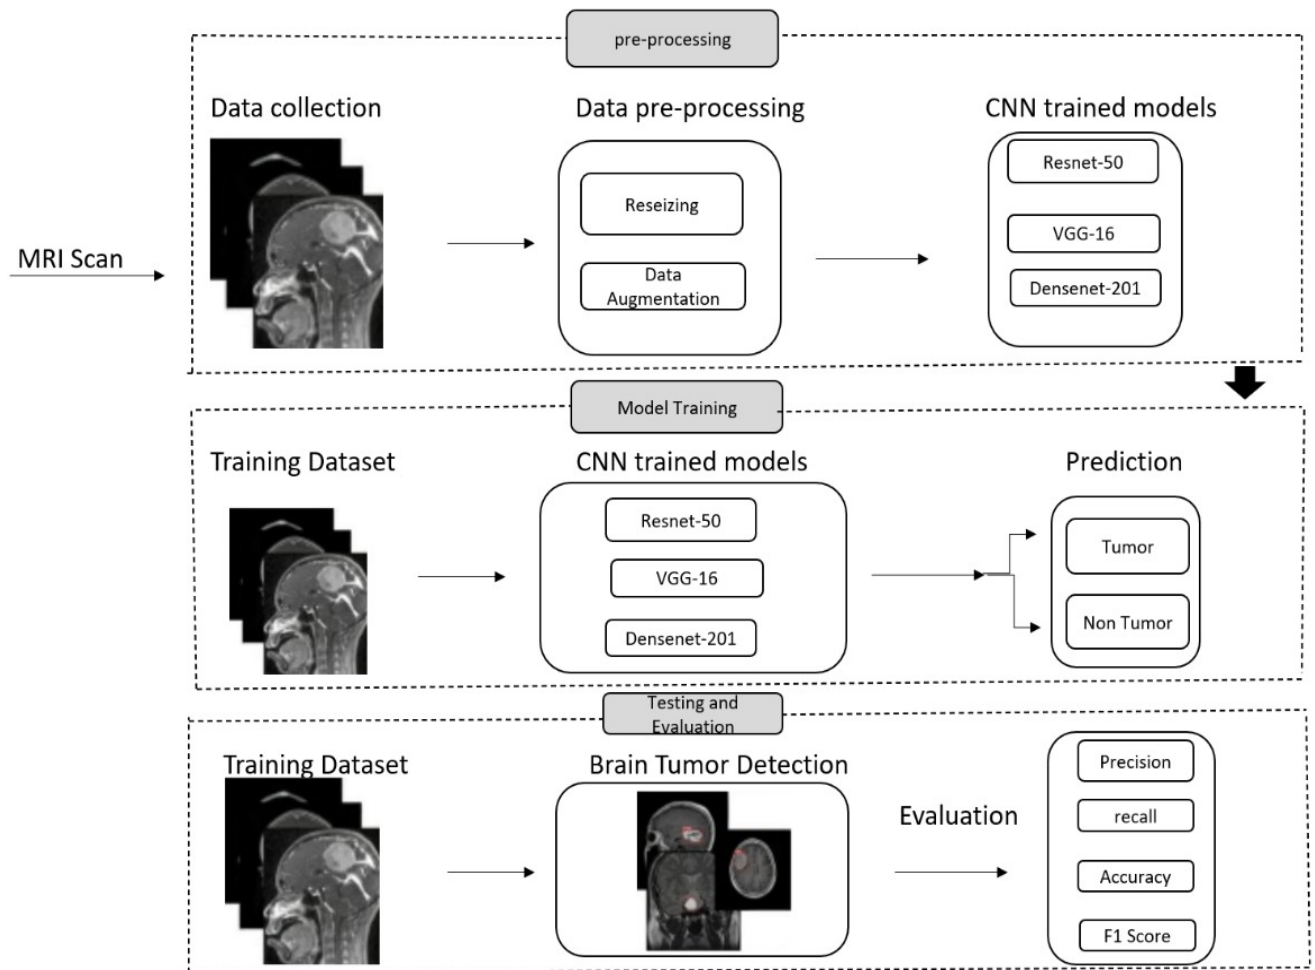 pre-processing
Data collection
Data pre-processing
CNN trained models
MRI Scan
Reseizing
Data
Augmentation
Resnet-50
VGG-16
Densenet-201
Model Training
Training Dataset
CNN trained models
Prediction
Resnet-50
VGG-16
Densenet-201
Tumor
Non Tumor
Testing and
Evaluation
Training Dataset
Brain Tumor Detection
Evaluation
Precision
recall
Accuracy
F1 Score